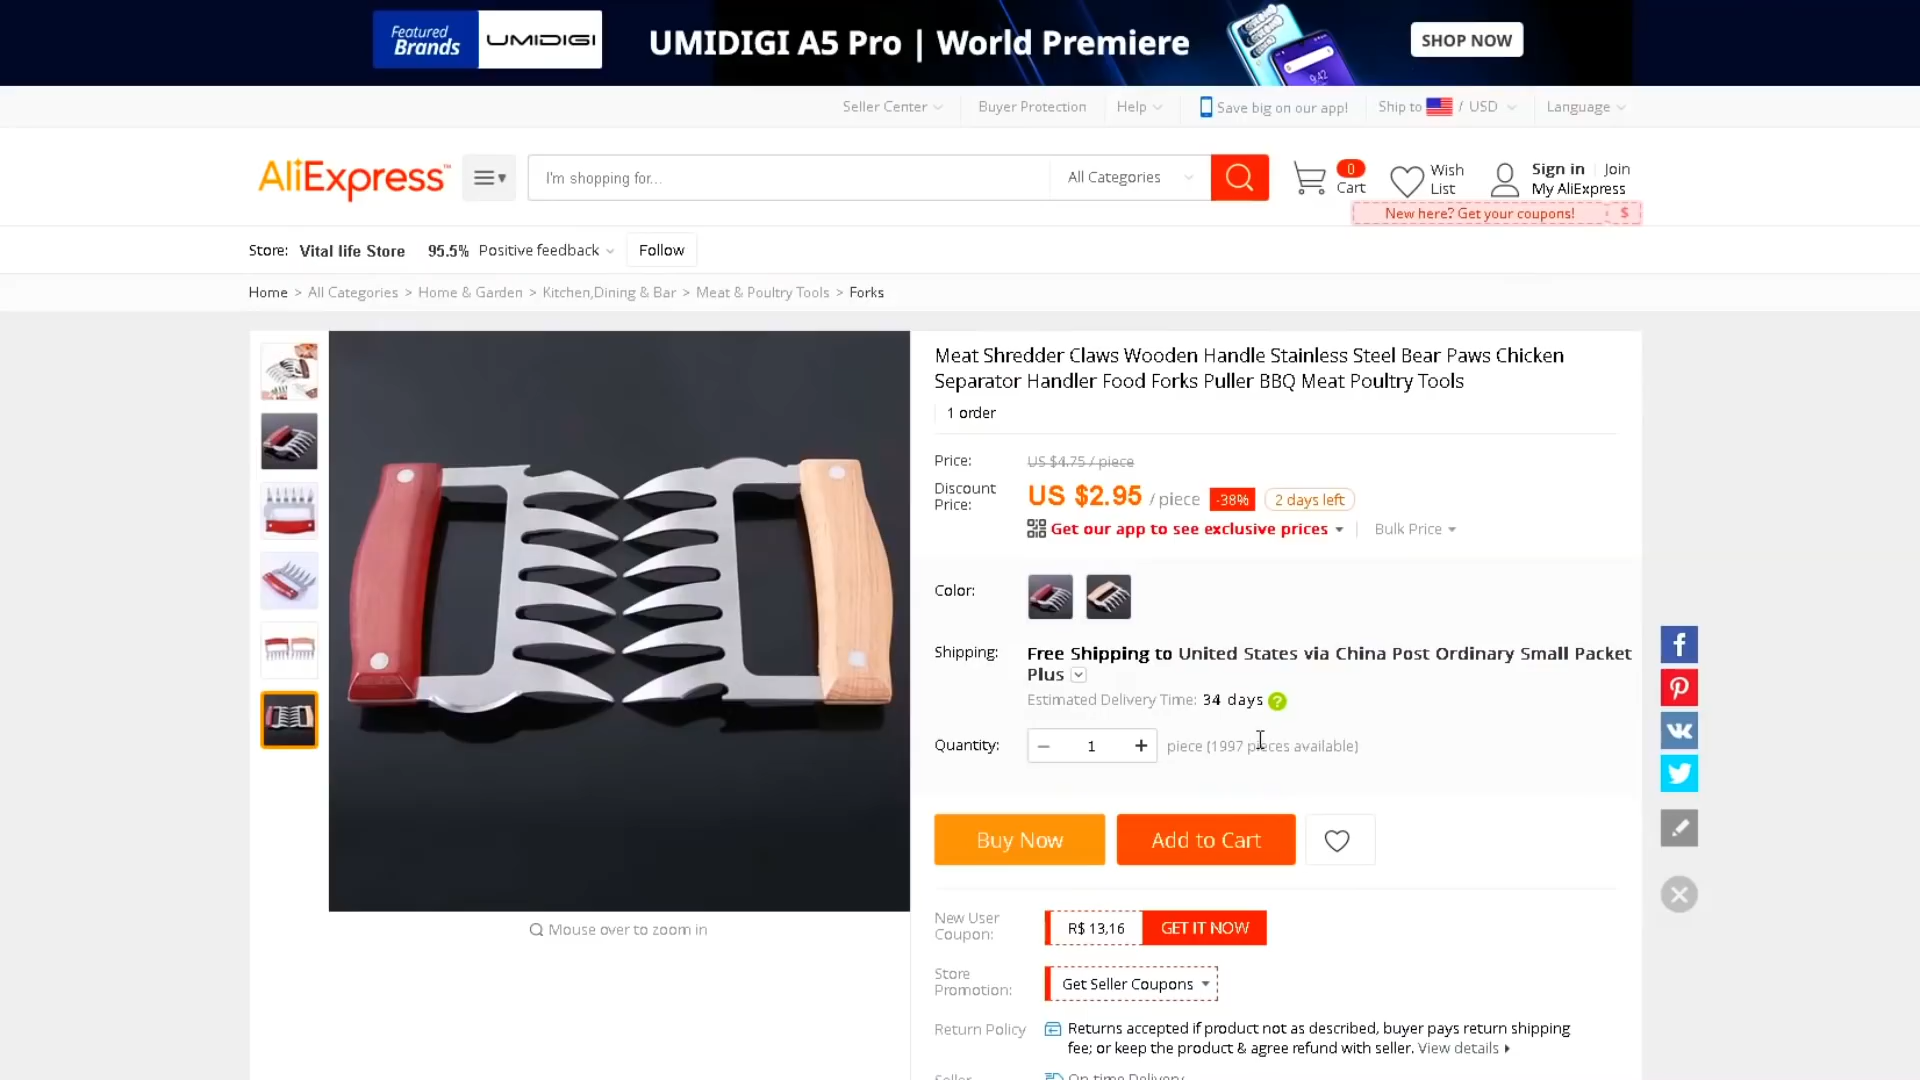 Featured
Brands
UMIDIGI
UMIDIGI A5 Pro | World Premiere
9:42
SHOP NOW
Seller Center
Buyer Protection
Help
Save big on our app!
Ship to / USD
Language
AliExpress™
I'm shopping for...
All Categories
0
Cart
Wish
List
Sign in
Join
My AliExpress
New here? Get your coupons! $
Store: Vital life Store 95.5% Positive feedback
Follow
Home > All Categories > Home & Garden > Kitchen,Dining & Bar > Meat & Poultry Tools > Forks
Meat Shredder Claws Wooden Handle Stainless Steel Bear Paws Chicken
Separator Handler Food Forks Puller BBQ Meat Poultry Tools
1 order
Price: US $4.75 / piece
Discount
Price:
US $2.95 / piece -38% 2 days left
Get our app to see exclusive prices
Bulk Price
Color:
Shipping: Free Shipping to United States via China Post Ordinary Small Packet
Plus
Estimated Delivery Time: 34 days ?
Quantity: − 1 + piece (1997 pieces available)
Buy Now
Add to Cart
Mouse over to zoom in
New User
Coupon:
R$ 13,16 GET IT NOW
Store
Promotion:
Get Seller Coupons
Return Policy
Returns accepted if product not as described, buyer pays return shipping
fee; or keep the product & agree refund with seller. View details
Seller
On-time Delivery